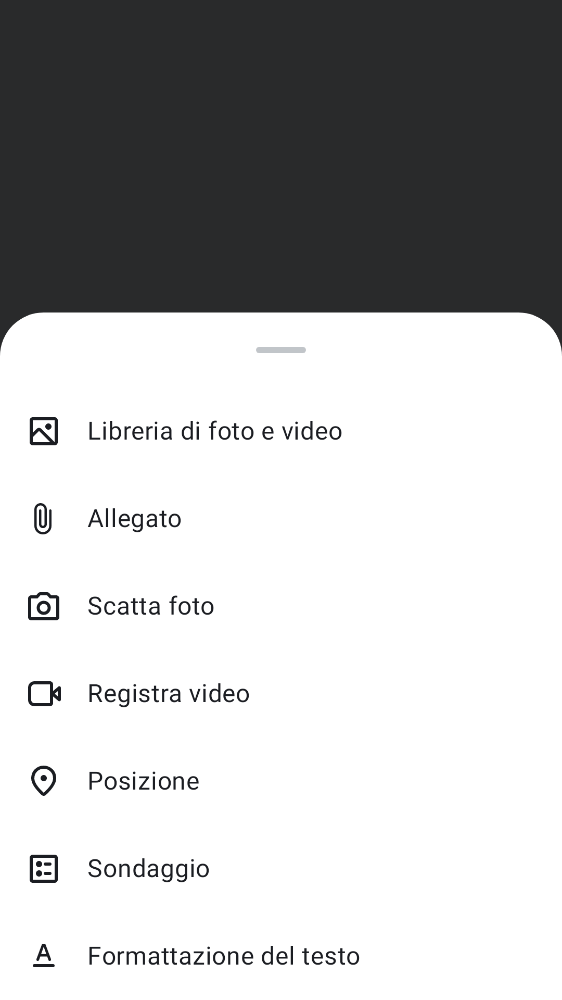 Libreria di foto e video
Allegato
Scatta foto
Registra video
Posizione
Sondaggio
Formattazione del testo